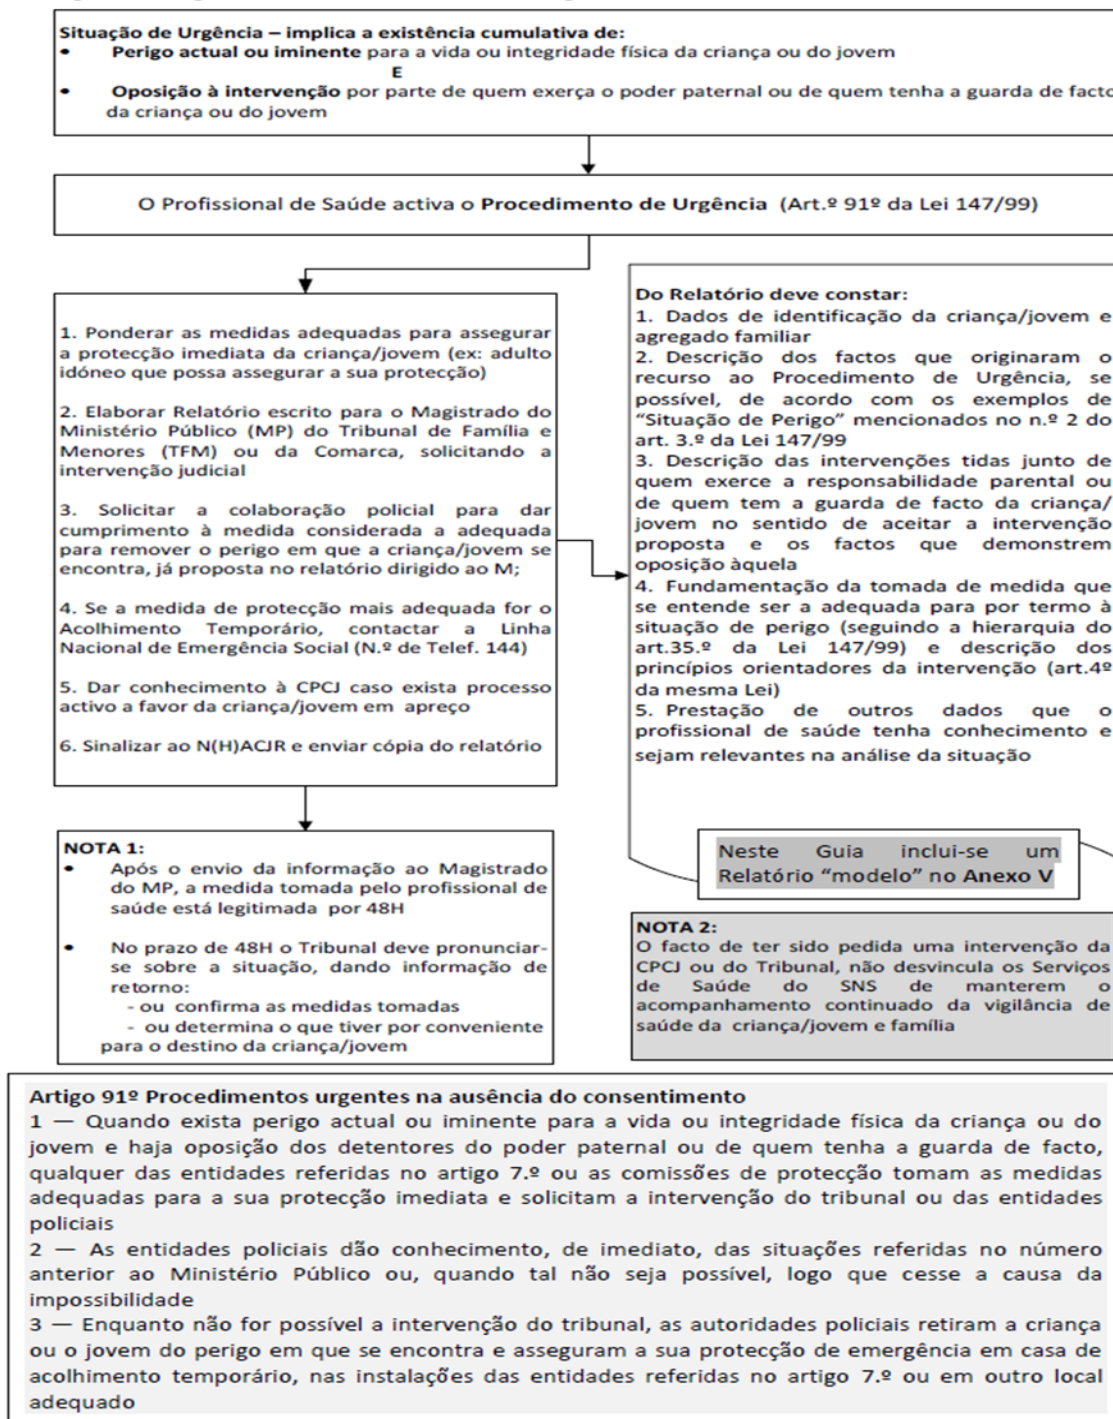 Situação de Urgência – implica a existência cumulativa de:
• Perigo actual ou iminente para a vida ou integridade física da criança ou do jovem
E
• Oposição à intervenção por parte de quem exerça o poder paternal ou de quem tenha a guarda de facto
da criança ou do jovem
O Profissional de Saúde activa o Procedimento de Urgência (Art.º 91º da Lei 147/99)
1. Ponderar as medidas adequadas para assegurar
a protecção imediata da criança/jovem (ex: adulto
idóneo que possa assegurar a sua protecção)
2. Elaborar Relatório escrito para o Magistrado do
Ministério Público (MP) do Tribunal de Família e
Menores (TFM) ou da Comarca, solicitando a
intervenção judicial
3. Solicitar a colaboração policial para dar
cumprimento à medida considerada a adequada
para remover o perigo em que a criança/jovem se
encontra, já proposta no relatório dirigido ao M;
4. Se a medida de protecção mais adequada for o
Acolhimento Temporário, contactar a Linha
Nacional de Emergência Social (N.º de Telef. 144)
5. Dar conhecimento à CPCJ caso exista processo
activo a favor da criança/jovem em apreço
6. Sinalizar ao N(H)ACJR e enviar cópia do relatório
Do Relatório deve constar:
1. Dados de identificação da criança/jovem e
agregado familiar
2. Descrição dos factos que originaram o
recurso ao Procedimento de Urgência, se
possível, de acordo com os exemplos de
“Situação de Perigo” mencionados no n.º 2 do
art. 3.º da Lei 147/99
3. Descrição das intervenções tidas junto de
quem exerce a responsabilidade parental ou
de quem tem a guarda de facto da criança/
jovem no sentido de aceitar a intervenção
proposta e os factos que demonstrem
oposição àquela
4. Fundamentação da tomada de medida que
se entende ser a adequada para por termo à
situação de perigo (seguindo a hierarquia do
art.35.º da Lei 147/99) e descrição dos
princípios orientadores da intervenção (art.4º
da mesma Lei)
5. Prestação de outros dados que o
profissional de saúde tenha conhecimento e
sejam relevantes na análise da situação
Neste Guia inclui-se um
Relatório “modelo” no Anexo V
NOTA 1:
• Após o envio da informação ao Magistrado
do MP, a medida tomada pelo profissional de
saúde está legitimada por 48H
• No prazo de 48H o Tribunal deve pronunciar-
se sobre a situação, dando informação de
retorno:
- ou confirma as medidas tomadas
- ou determina o que tiver por conveniente
para o destino da criança/jovem
NOTA 2:
O facto de ter sido pedida uma intervenção da
CPCJ ou do Tribunal, não desvincula os Serviços
de Saúde do SNS de manterem o
acompanhamento continuado da vigilância de
saúde da criança/jovem e família
Artigo 91º Procedimentos urgentes na ausência do consentimento
1 — Quando exista perigo actual ou iminente para a vida ou integridade física da criança ou do
jovem e haja oposição dos detentores do poder paternal ou de quem tenha a guarda de facto,
qualquer das entidades referidas no artigo 7.º ou as comissões de protecção tomam as medidas
adequadas para a sua protecção imediata e solicitam a intervenção do tribunal ou das entidades
policiais
2 — As entidades policiais dão conhecimento, de imediato, das situações referidas no número
anterior ao Ministério Público ou, quando tal não seja possível, logo que cesse a causa da
impossibilidade
3 — Enquanto não for possível a intervenção do tribunal, as autoridades policiais retiram a criança
ou o jovem do perigo em que se encontra e asseguram a sua protecção de emergência em casa de
acolhimento temporário, nas instalações das entidades referidas no artigo 7.º ou em outro local
adequado